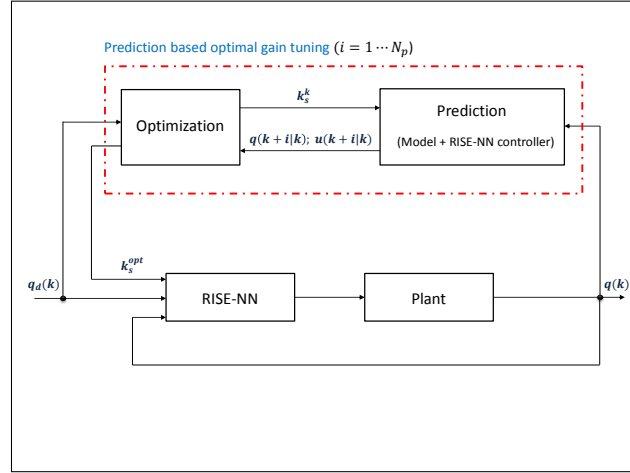 Prediction based optimal gain tuning (i = 1 ⋯ N_p)
k_s^k
Optimization
Prediction
(Model + RISE-NN controller)
q(k + i|k); u(k + i|k)
k_s^opt
q_d(k)
RISE-NN
Plant
q(k)